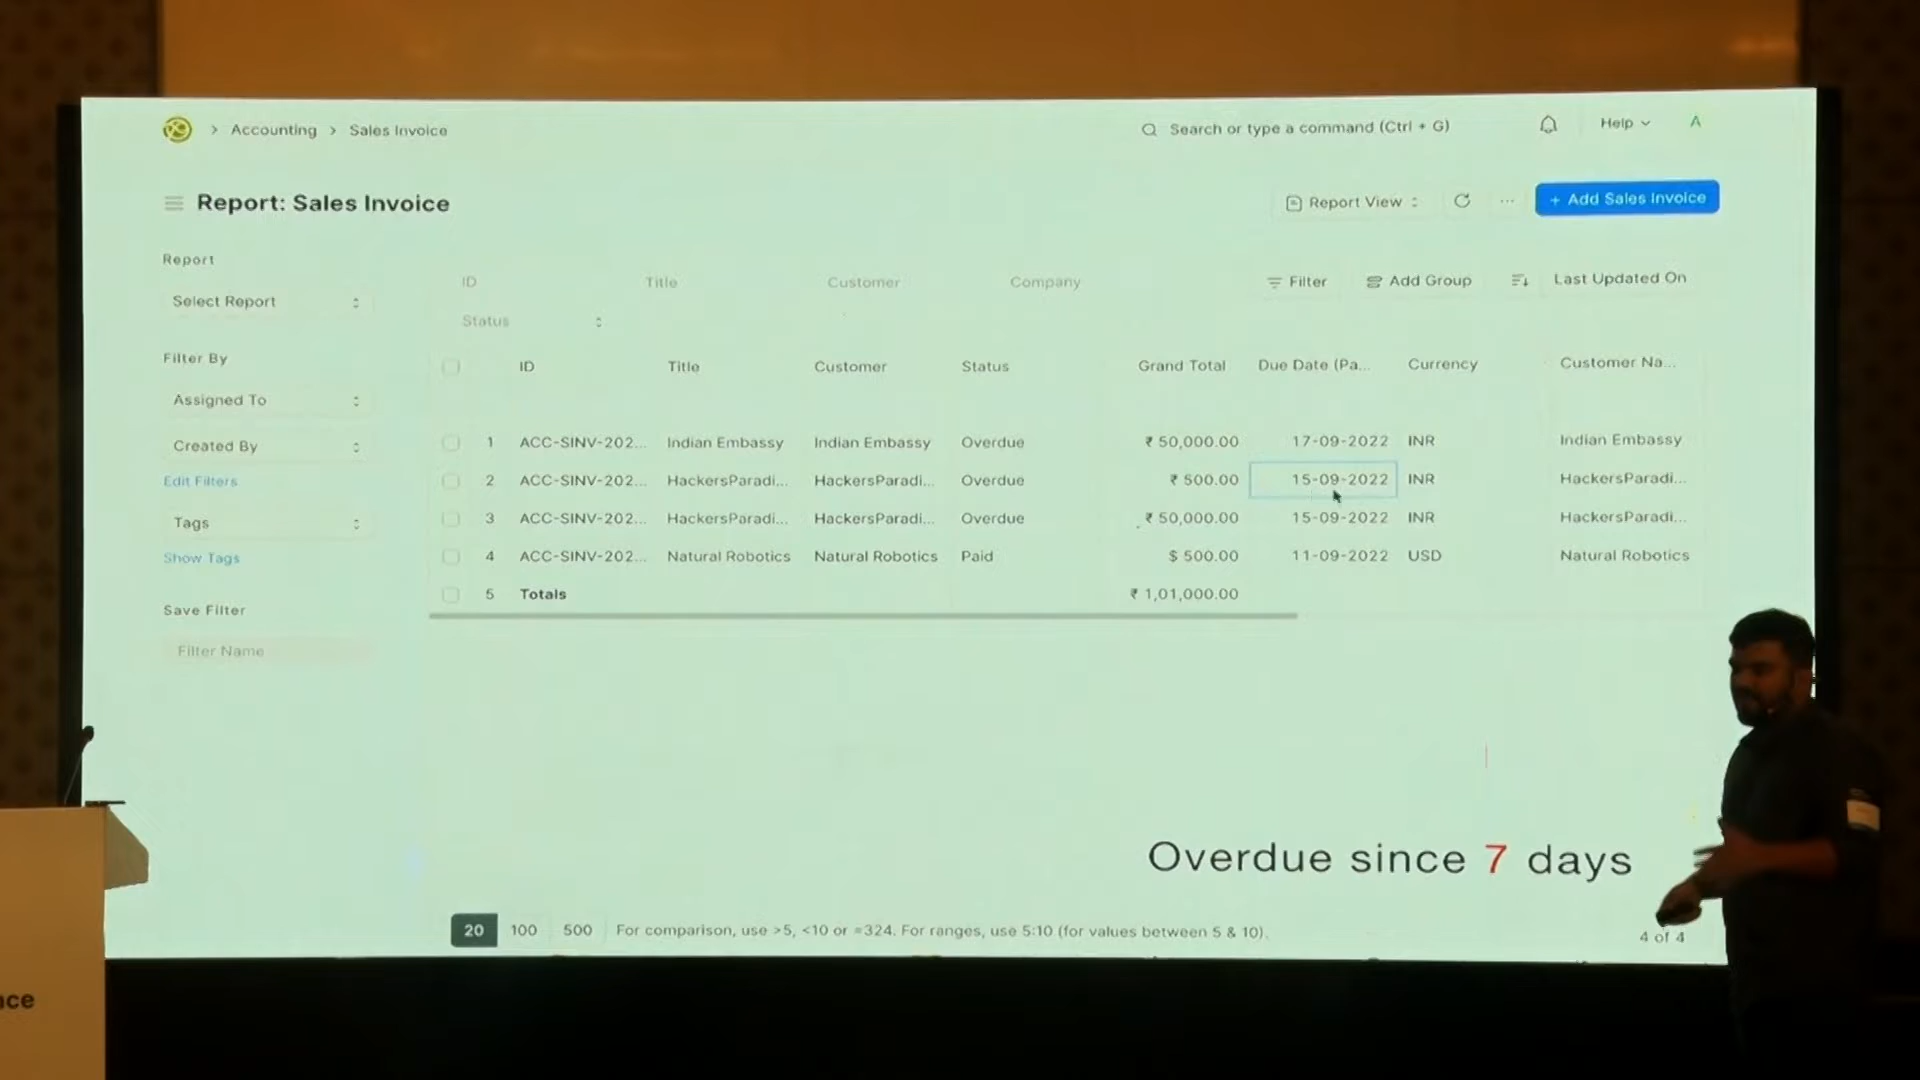 > Accounting > Sales Invoice
Search or type a command (Ctrl + G)
Help
A
Report: Sales Invoice
Report View
...
+ Add Sales Invoice
Report
Select Report
ID Title Customer Company
Filter
Add Group
Last Updated On
Status
Filter By
Assigned To
Created By
Edit Filters
Tags
Show Tags
Save Filter
Filter Name
ID Title Customer Status Grand Total Due Date (Pa... Currency Customer Na...
1 ACC-SINV-202... Indian Embassy Indian Embassy Overdue ₹ 50,000.00 17-09-2022 INR Indian Embassy
2 ACC-SINV-202... HackersParadi... HackersParadi... Overdue ₹ 500.00 15-09-2022 INR HackersParadi...
3 ACC-SINV-202... HackersParadi... HackersParadi... Overdue ₹ 50,000.00 15-09-2022 INR HackersParadi...
4 ACC-SINV-202... Natural Robotics Natural Robotics Paid $ 500.00 11-09-2022 USD Natural Robotics
5 Totals ₹ 1,01,000.00
Overdue since 7 days
20 100 500 For comparison, use >5, <10 or =324. For ranges, use 5:10 (for values between 5 & 10).
4 of 4